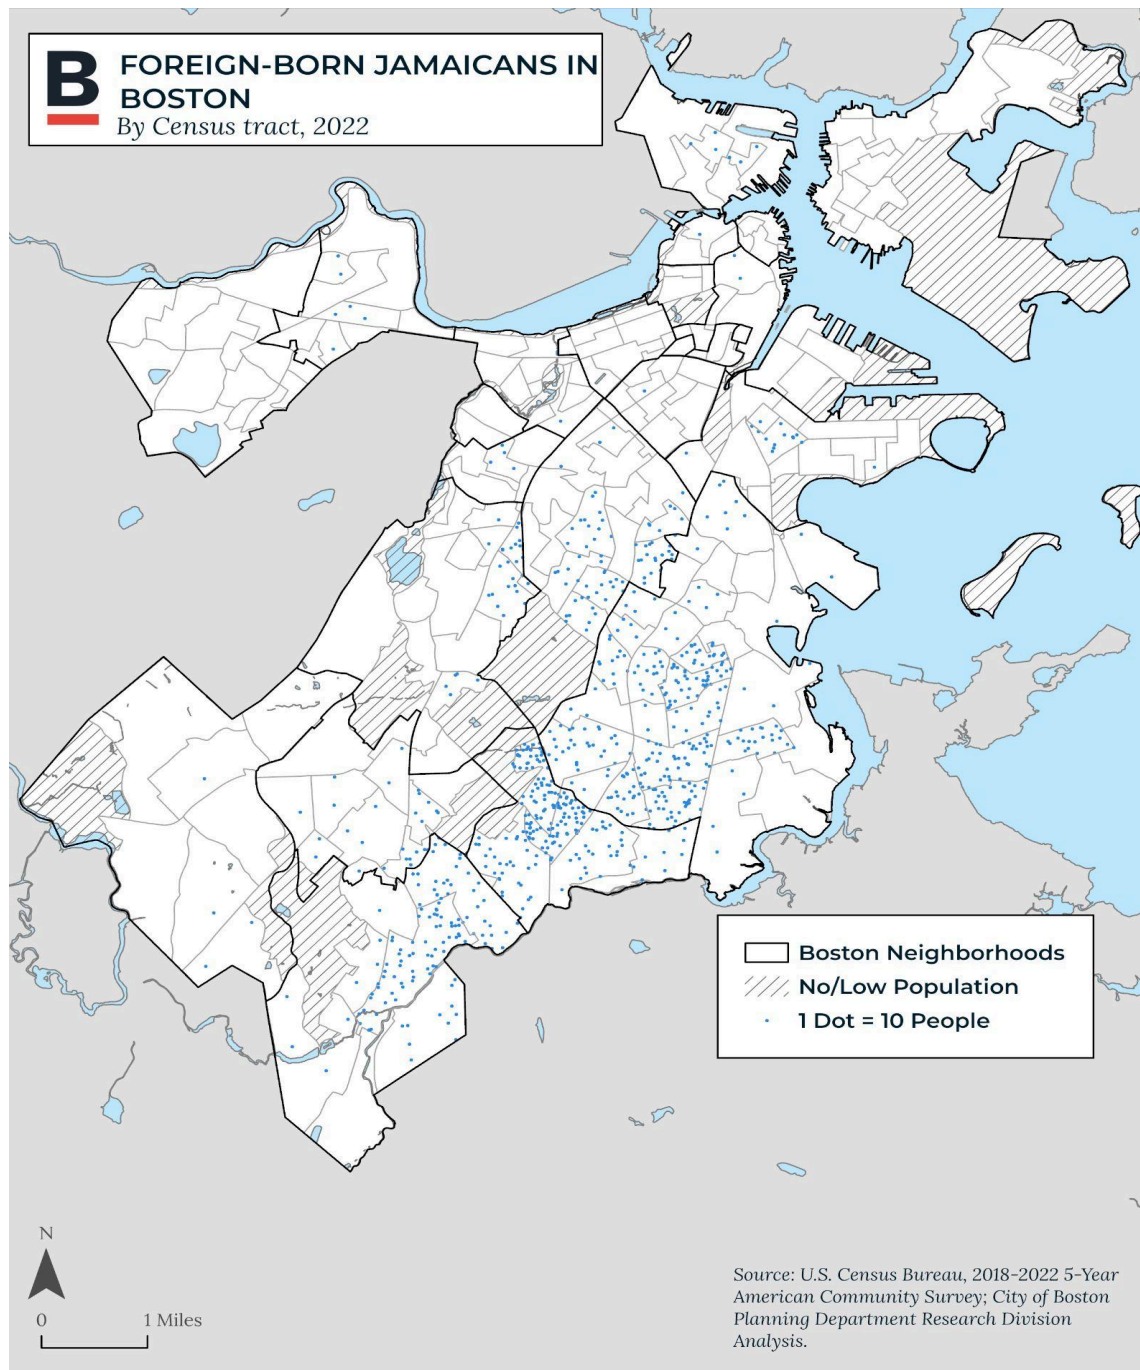 B
FOREIGN-BORN JAMAICANS IN
BOSTON
By Census tract, 2022
Boston Neighborhoods
No/Low Population
1 Dot = 10 People
N
0 1 Miles
Source: U.S. Census Bureau, 2018-2022 5-Year
American Community Survey; City of Boston
Planning Department Research Division
Analysis.